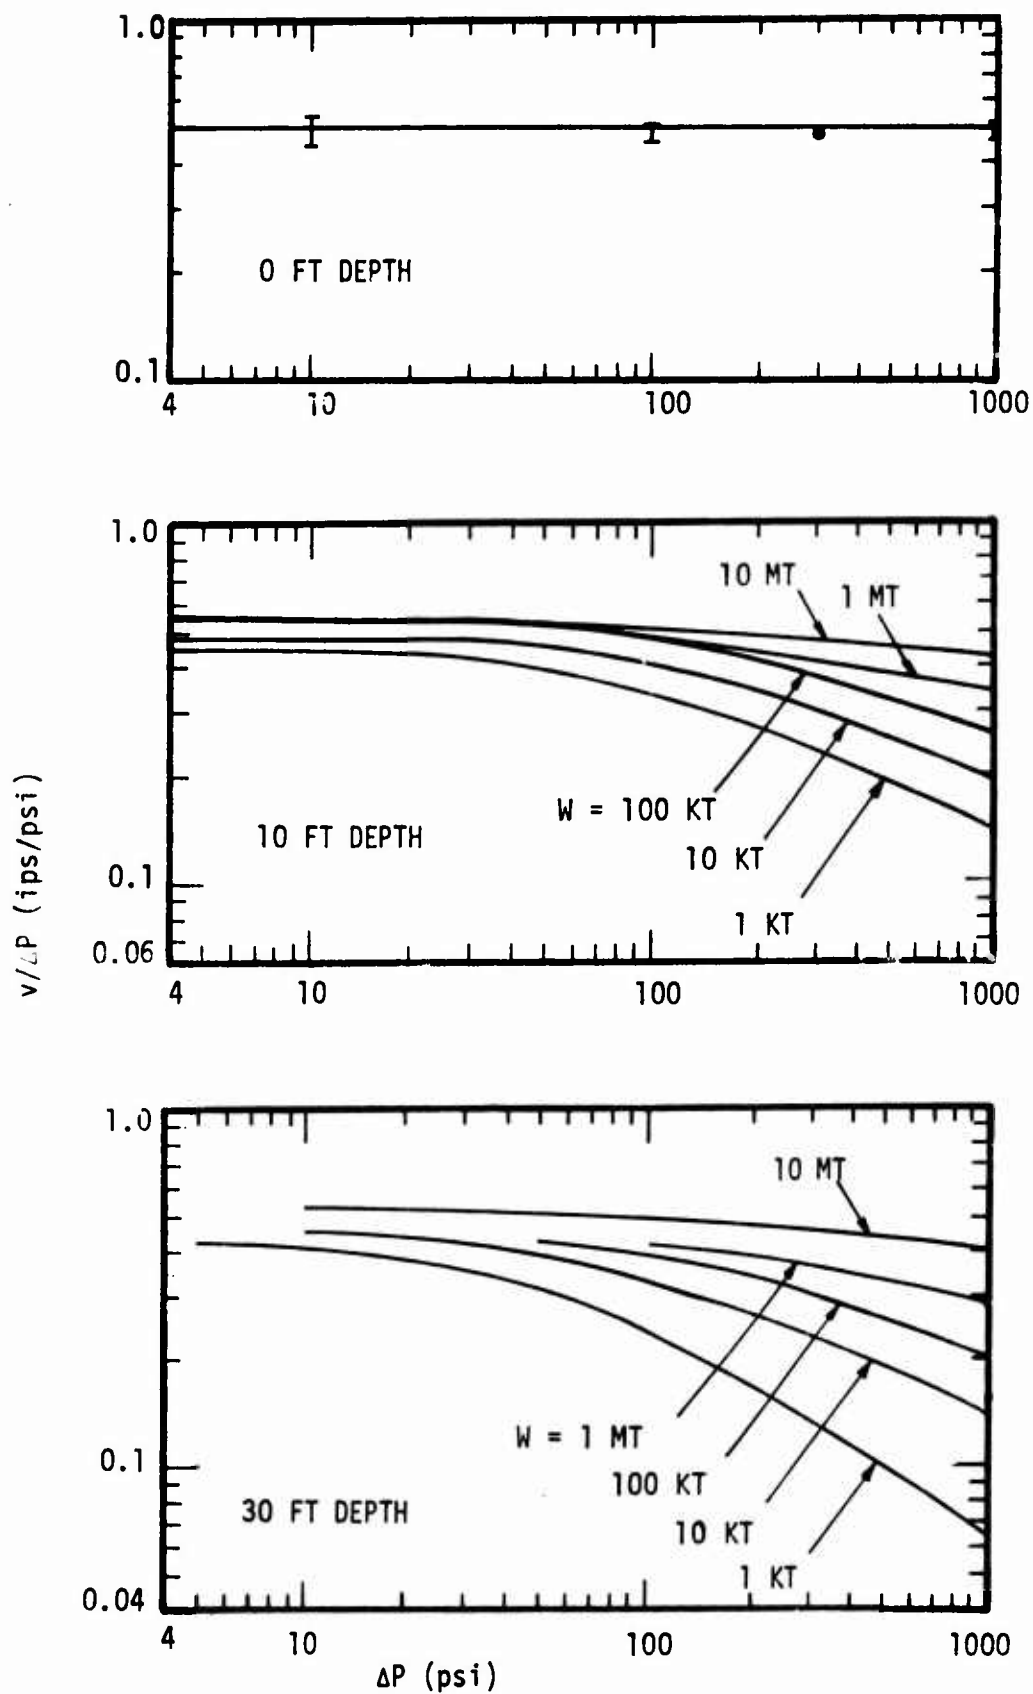 1.0
0 FT DEPTH
0.1
4 10 100 1000
1.0
10 MT
1 MT
W = 100 KT
10 FT DEPTH
10 KT
0.1
1 KT
0.06
4 10 100 1000
v/ΔP (ips/psi)
1.0
10 MT
W = 1 MT
0.1
100 KT
30 FT DEPTH
10 KT
1 KT
0.04
4 10 100 1000
ΔP (psi)